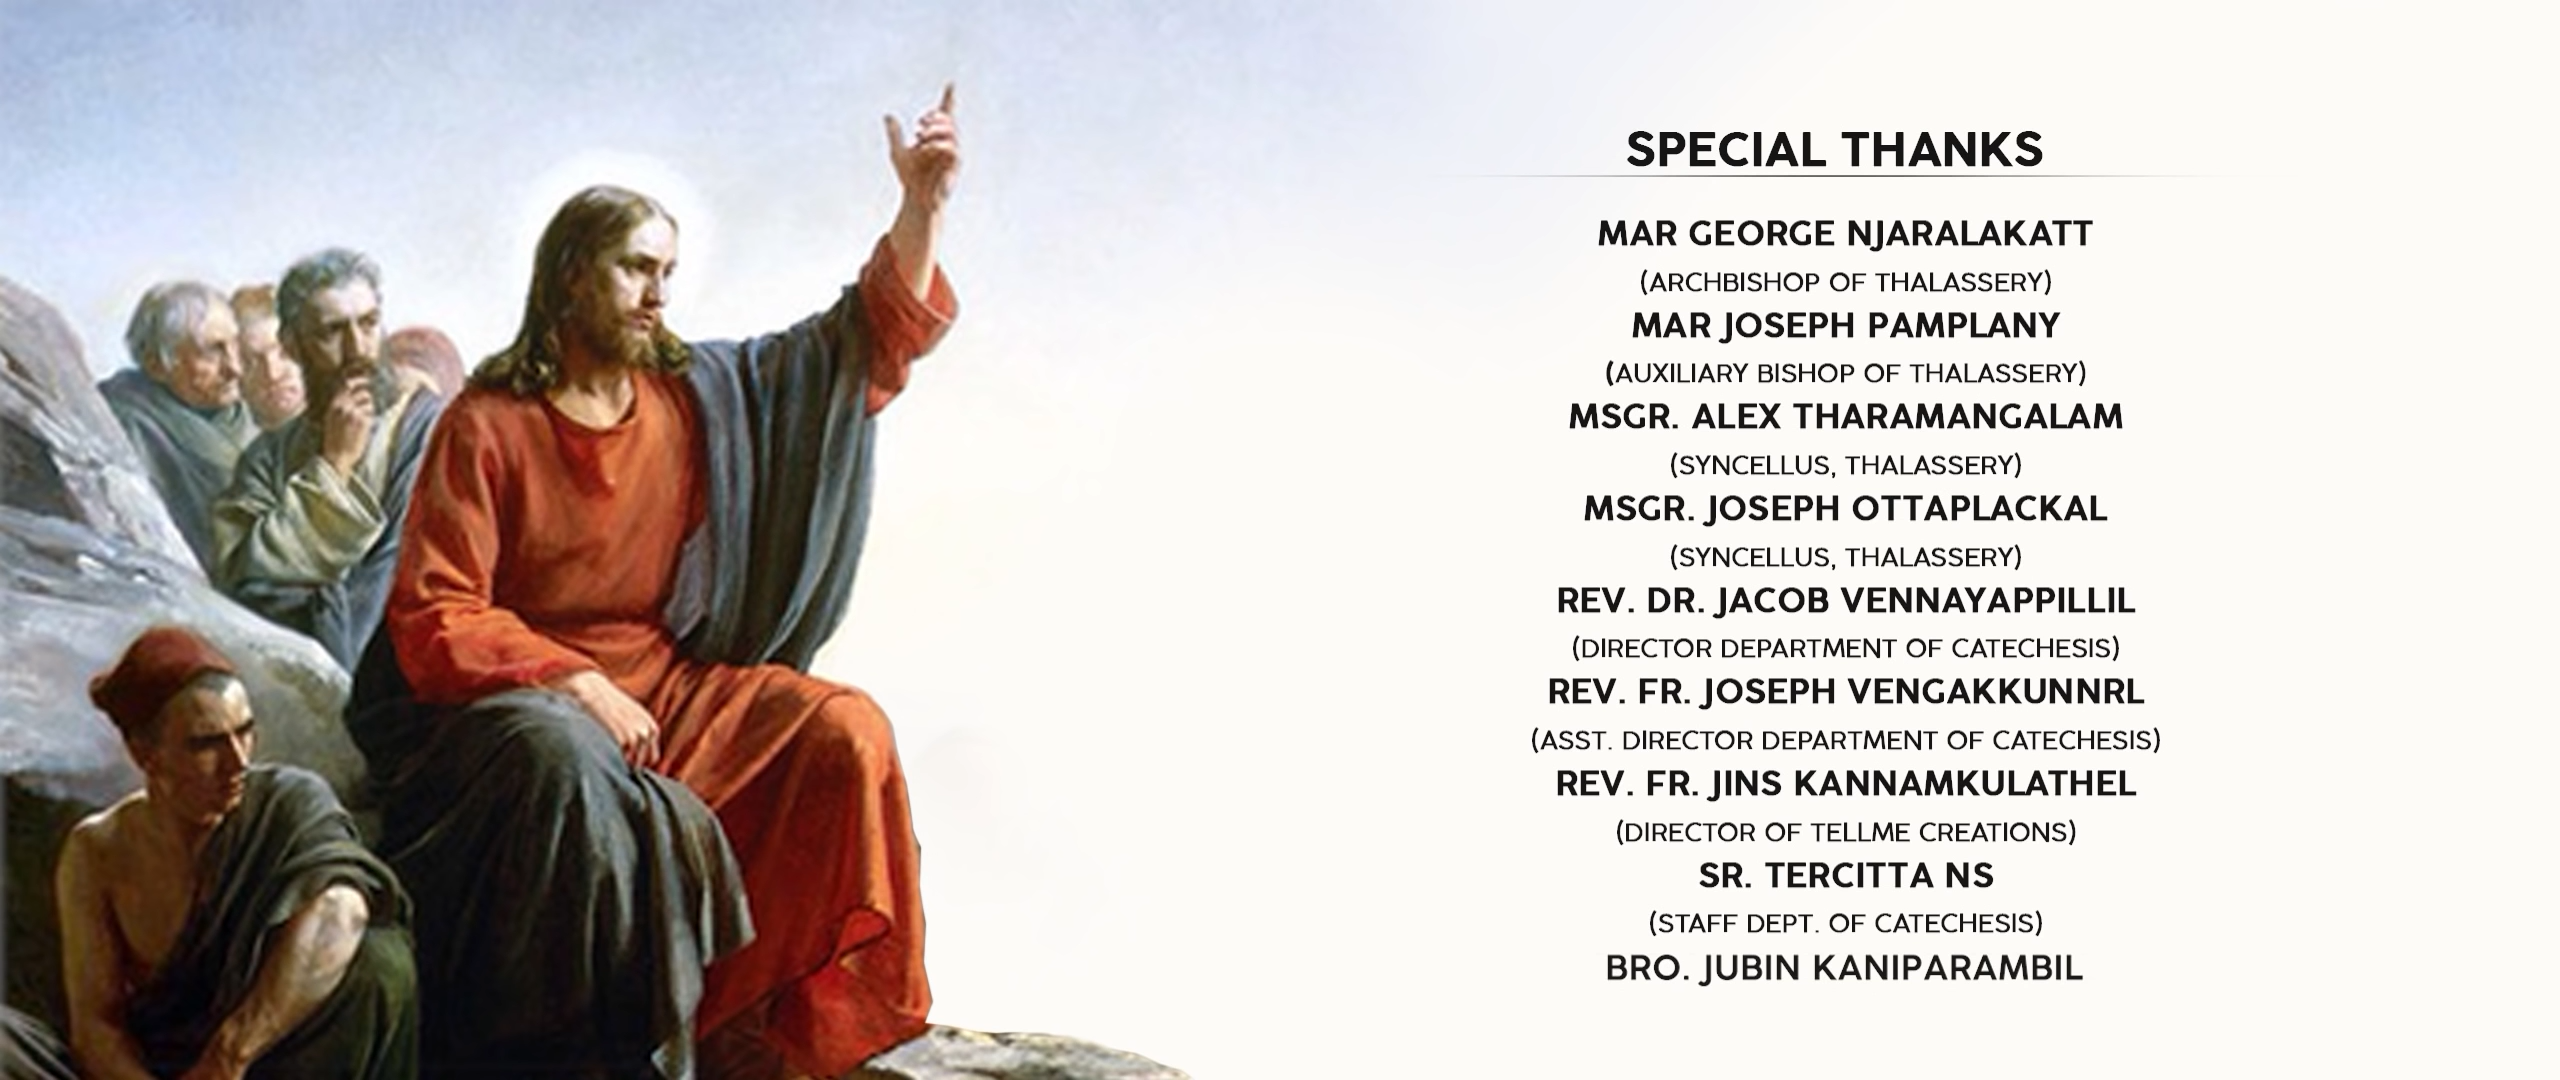 SPECIAL THANKS
MAR GEORGE NJARALAKATT
(ARCHBISHOP OF THALASSERY)
MAR JOSEPH PAMPLANY
(AUXILIARY BISHOP OF THALASSERY)
MSGR. ALEX THARAMANGALAM
(SYNCELLUS, THALASSERY)
MSGR. JOSEPH OTTAPLACKAL
(SYNCELLUS, THALASSERY)
REV. DR. JACOB VENNAYAPPILLIL
(DIRECTOR DEPARTMENT OF CATECHESIS)
REV. FR. JOSEPH VENGAKKUNNRL
(ASST. DIRECTOR DEPARTMENT OF CATECHESIS)
REV. FR. JINS KANNAMKULATHEL
(DIRECTOR OF TELLME CREATIONS)
SR. TERCITTA NS
(STAFF DEPT. OF CATECHESIS)
BRO. JUBIN KANIPARAMBIL